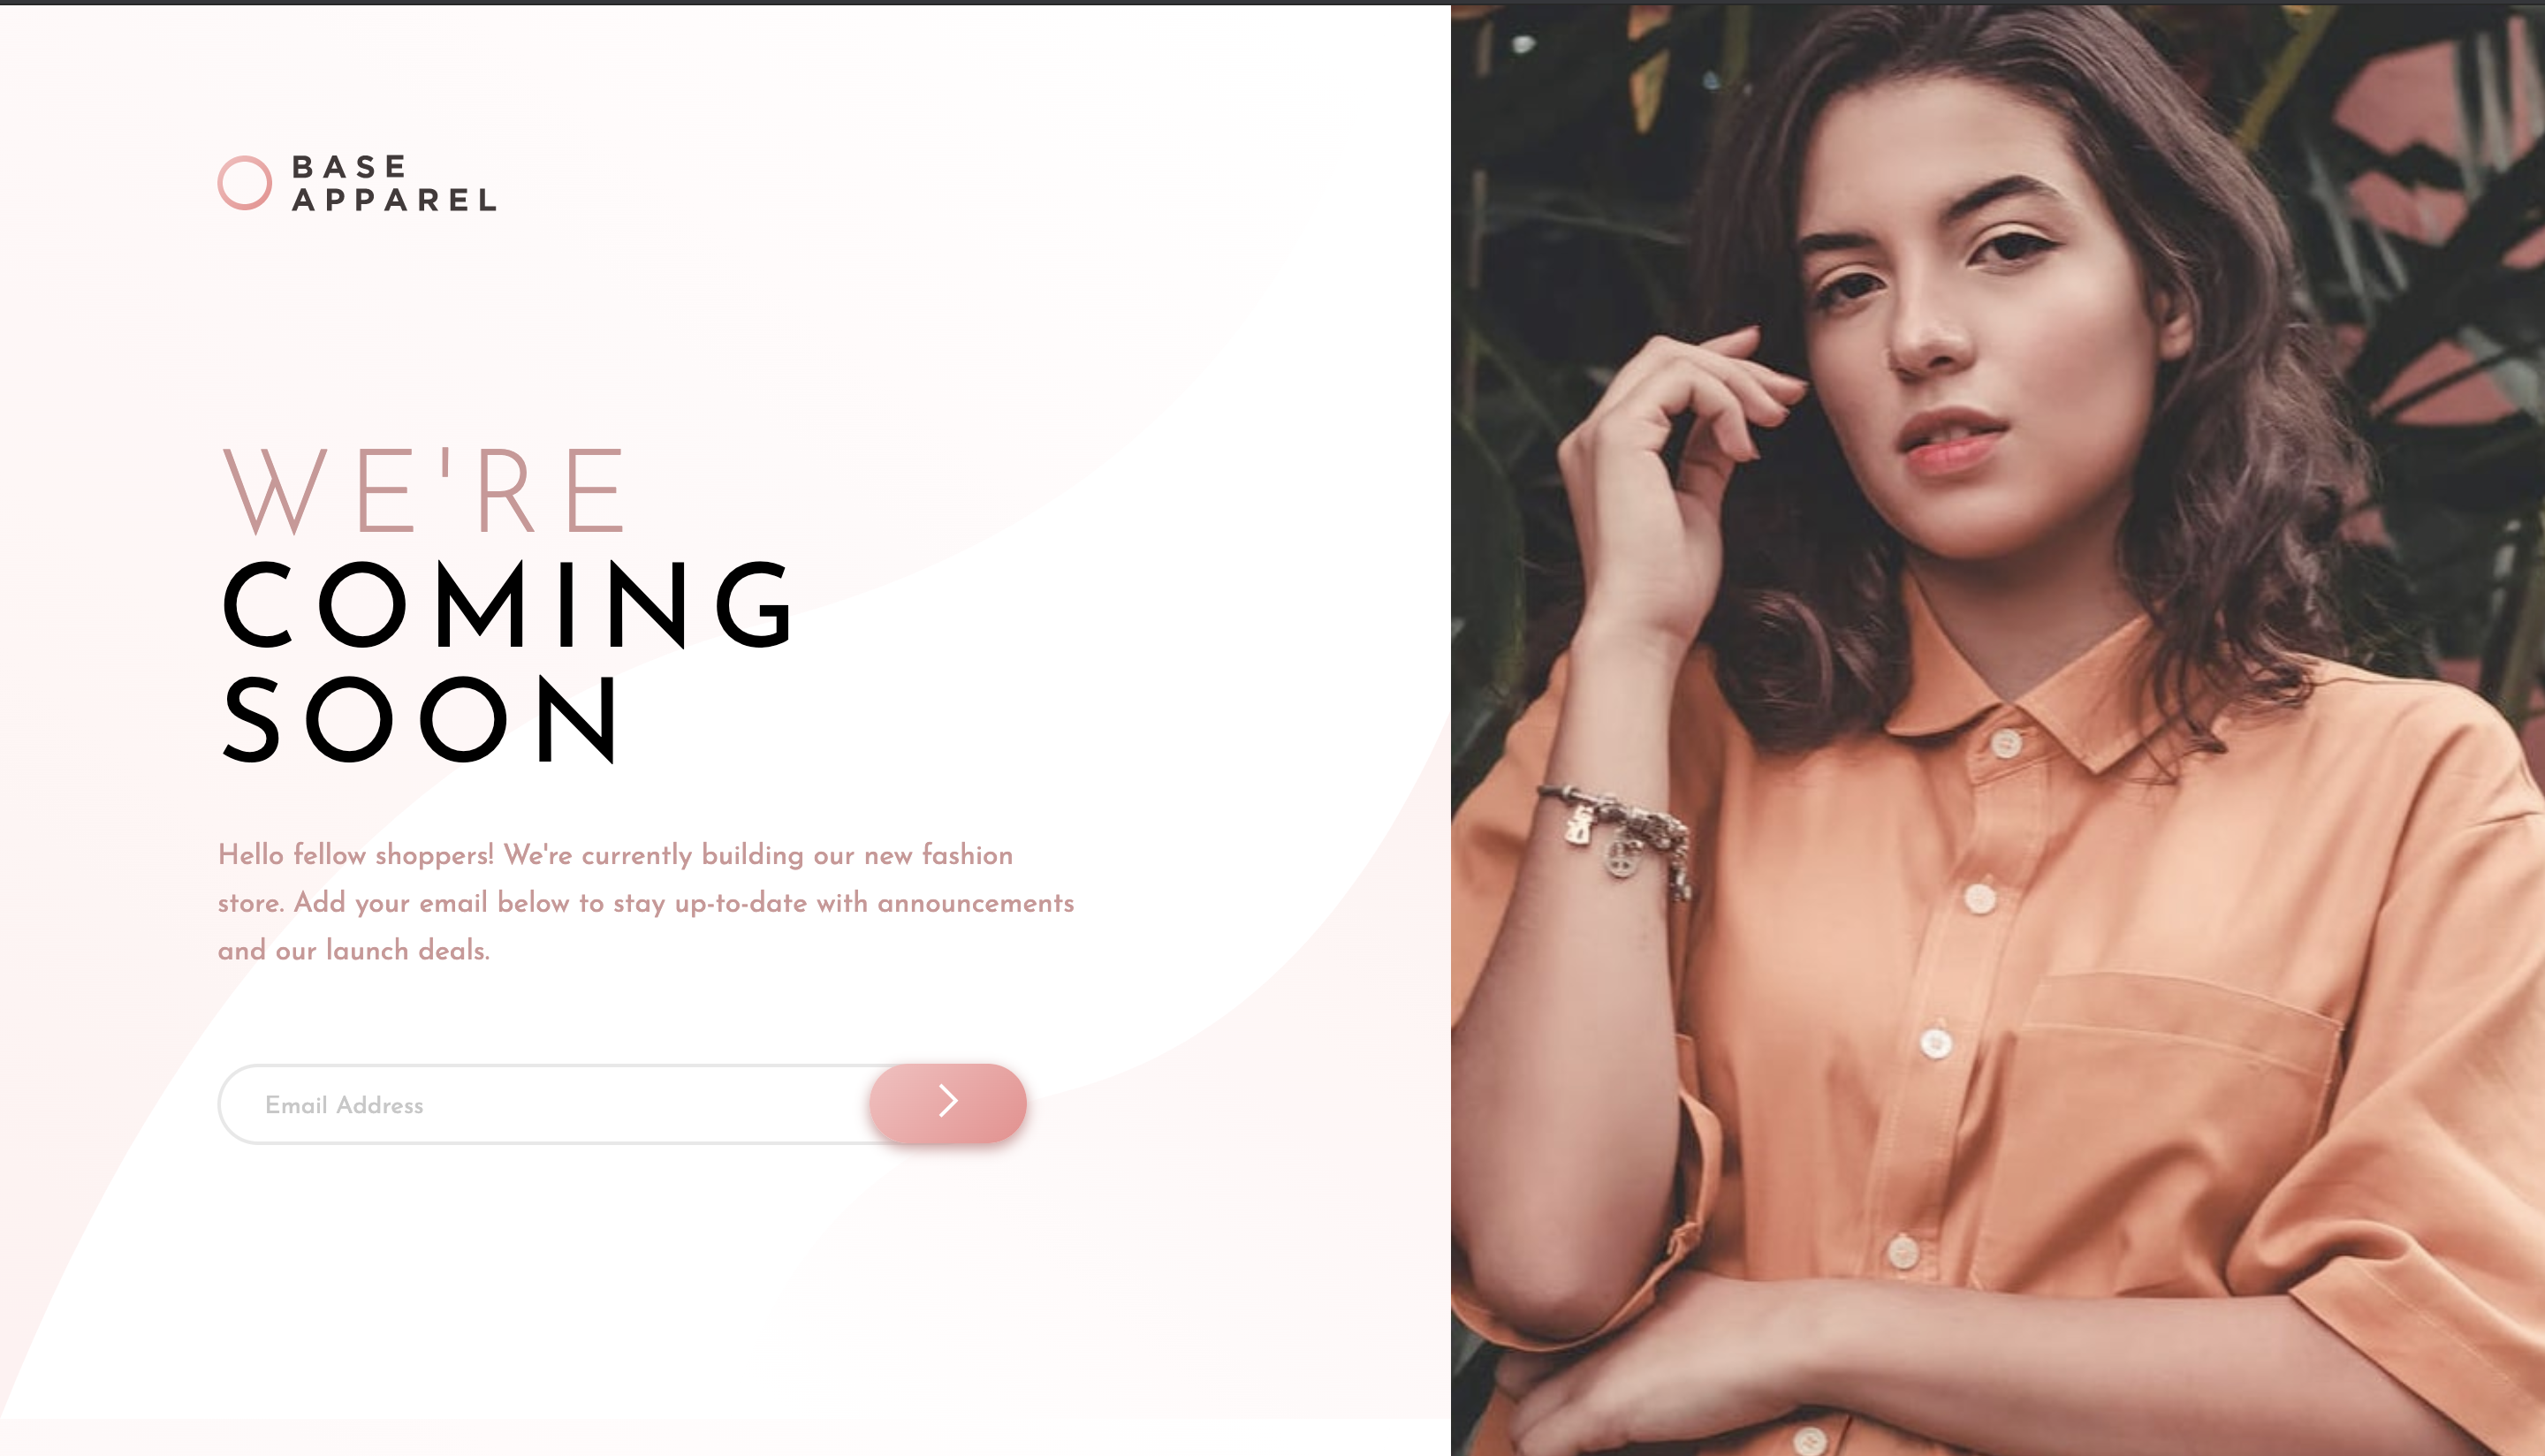 BASE
APPAREL
WE'RE
COMING
SOON
Hello fellow shoppers! We're currently building our new fashion
store. Add your email below to stay up-to-date with announcements
and our launch deals.
Email Address